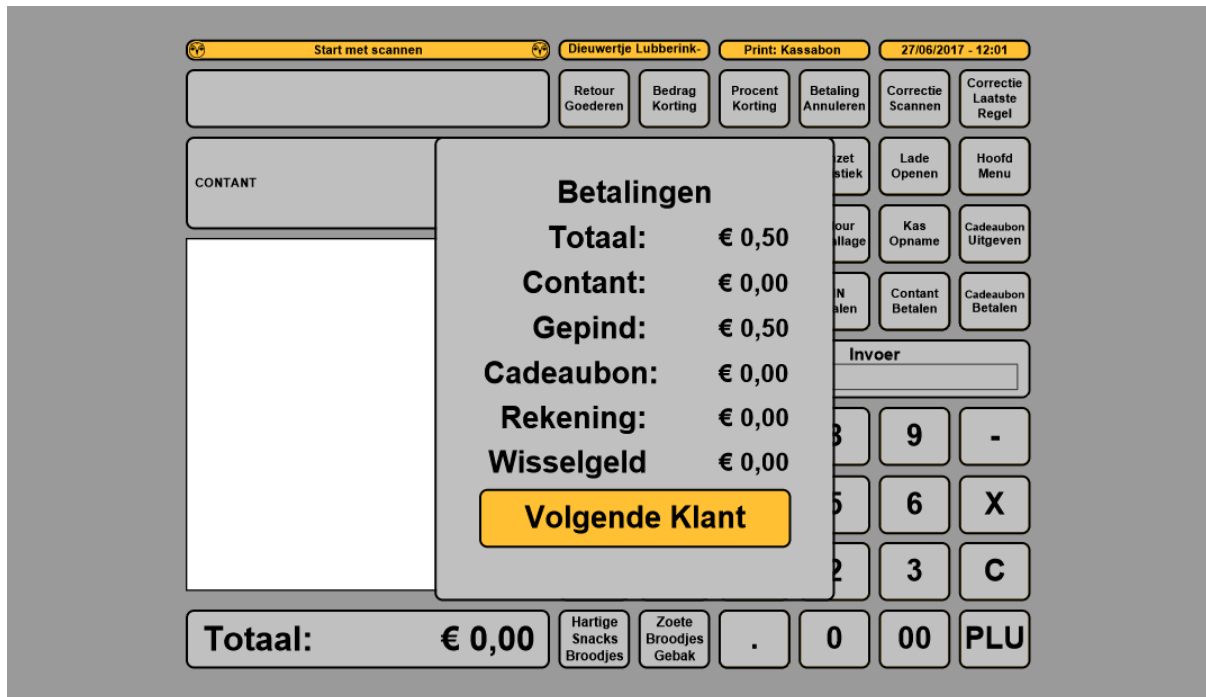 Start met scannen
Dieuwertje Lubberink-
Print: Kassabon
27/06/2017 - 12:01
Retour
Goederen
Bedrag
Korting
Procent
Korting
Betaling
Annuleren
Correctie
Scannen
Correctie
Laatste
Regel
CONTANT
Lade
Openen
Hoofd
Menu
Kas
Opname
Cadeaubon
Uitgeven
Contant
Betalen
Cadeaubon
Betalen
Betalingen
Totaal: € 0,50
Contant: € 0,00
Gepind: € 0,50
Cadeaubon: € 0,00
Rekening: € 0,00
Wisselgeld € 0,00
Volgende Klant
Invoer
9 -
6 X
3 C
Totaal: € 0,00
Hartige
Snacks
Broodjes
Zoete
Broodjes
Gebak
. 0 00 PLU